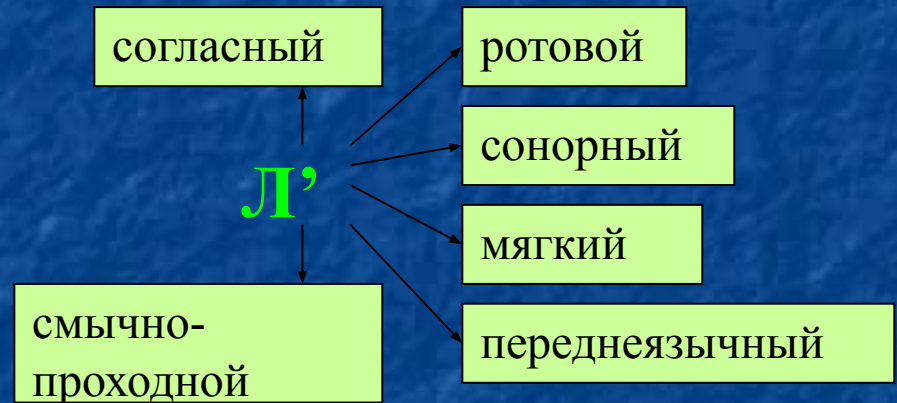 согласный
ротовой
сонорный
Л’
мягкий
смычно-
проходной
переднеязычный